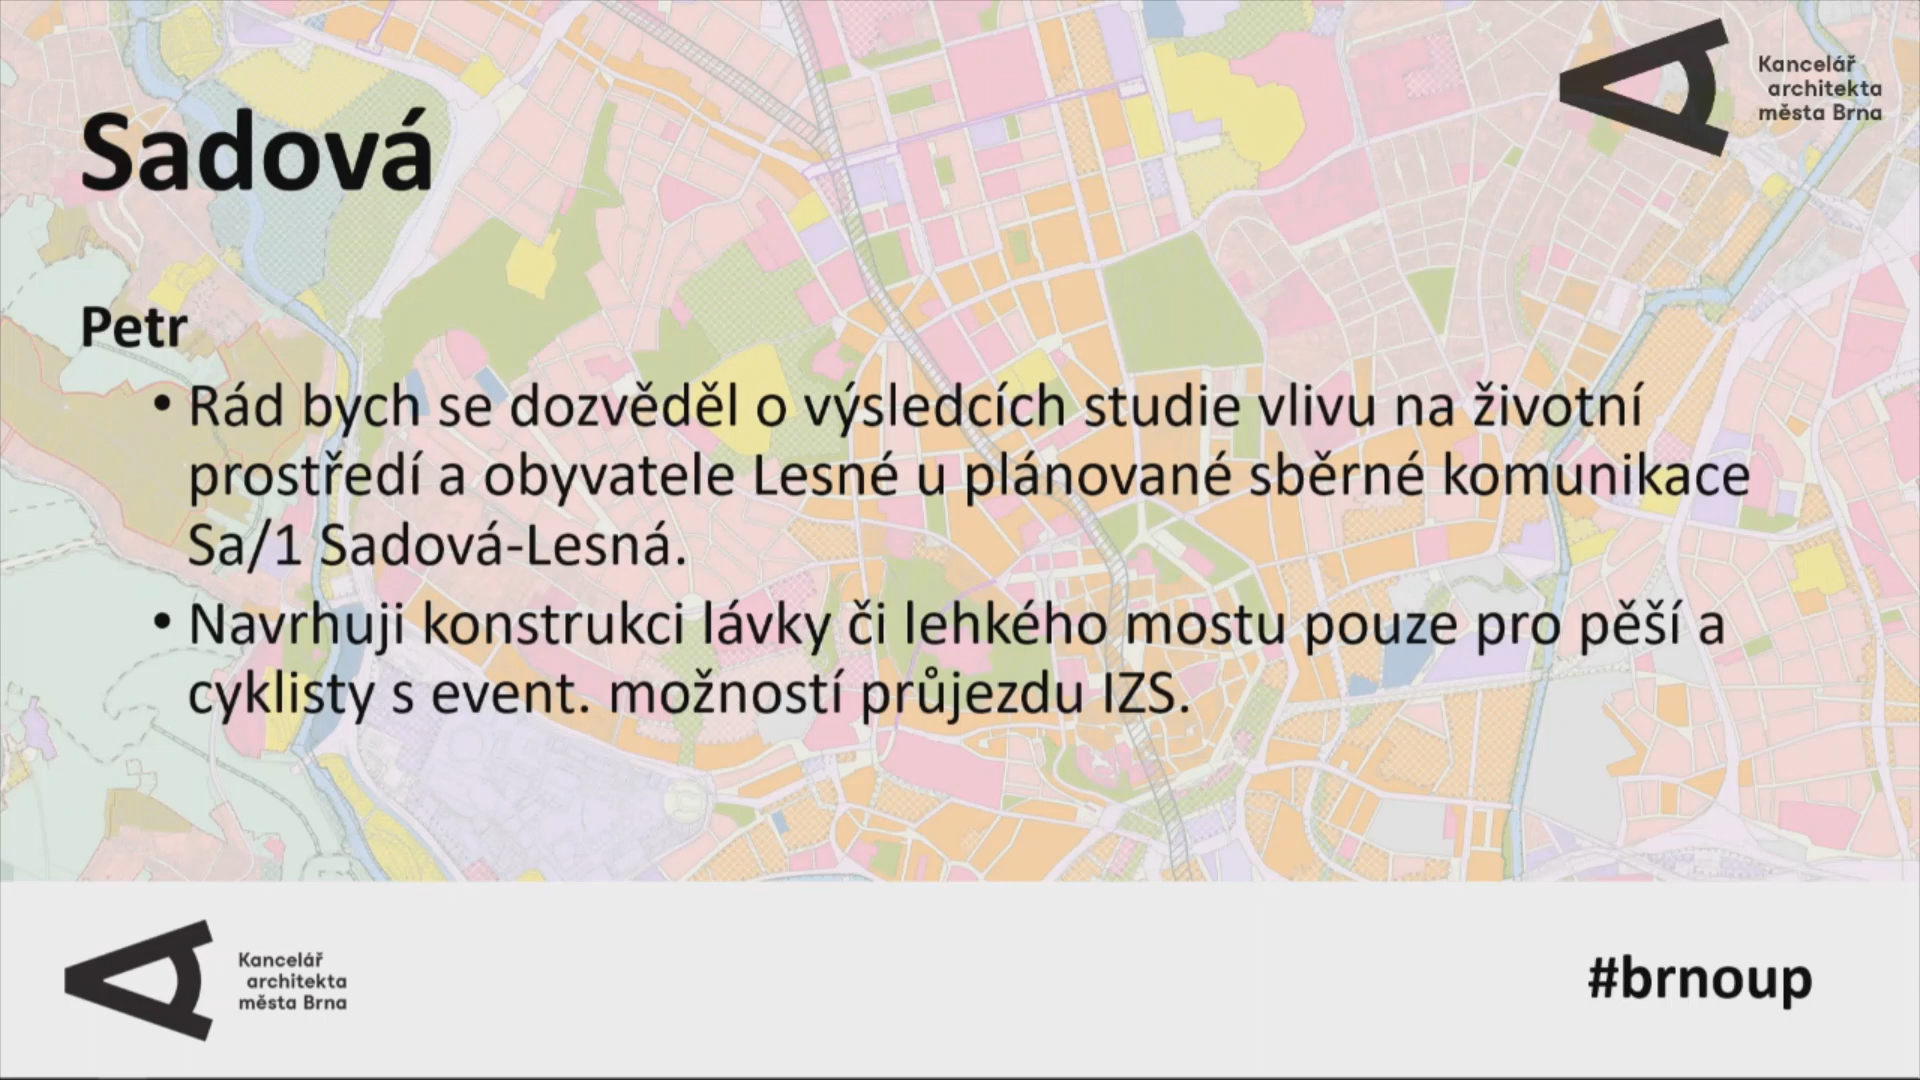 Kancelář
architekta
města Brna
Sadová
Petr
• Rád bych se dozvěděl o výsledcích studie vlivu na životní
prostředí a obyvatele Lesné u plánované sběrné komunikace
Sa/1 Sadová-Lesná.
• Navrhuji konstrukci lávky či lehkého mostu pouze pro pěší a
cyklisty s event. možností průjezdu IZS.
Kancelář
architekta
města Brna
#brnoup